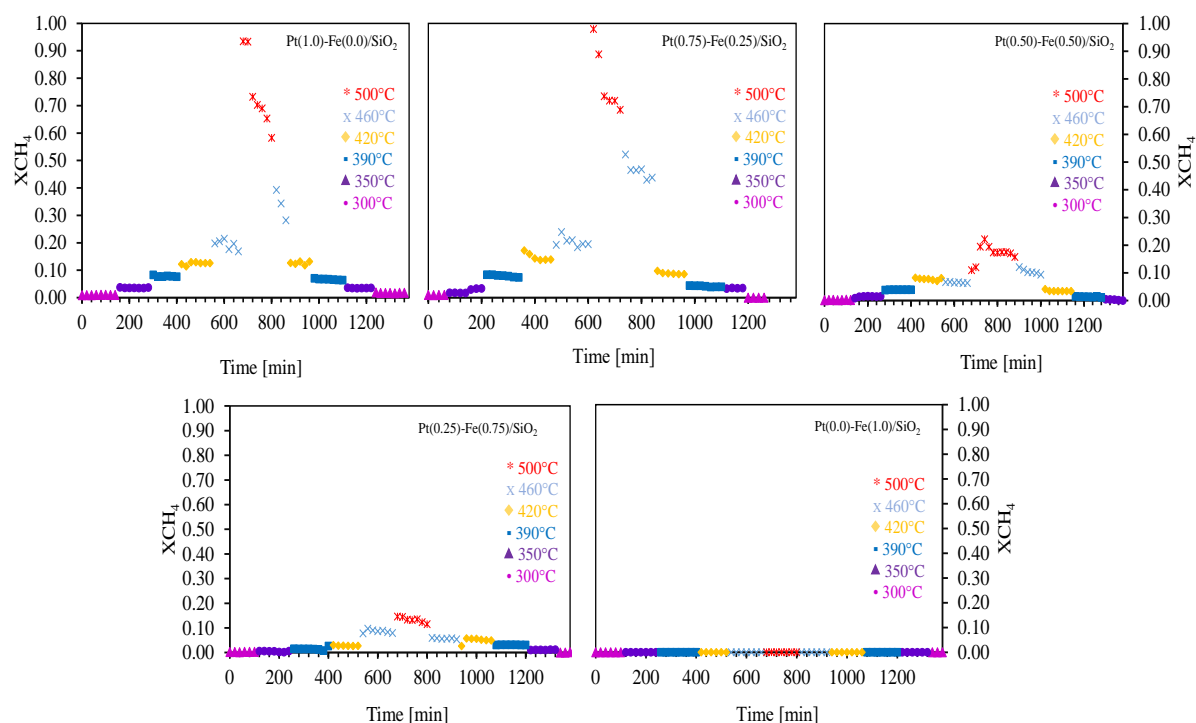 Pt(1.0)-Fe(0.0)/SiO2
1.00
0.90
0.80
0.70
0.60
0.50
0.40
0.30
0.20
0.10
0.00
XCH4
* 500°C
x 460°C
420°C
390°C
350°C
300°C
0 200 400 600 800 1000 1200
Time [min]
Pt(0.75)-Fe(0.25)/SiO2
* 500°C
x 460°C
420°C
390°C
350°C
300°C
0 200 400 600 800 1000 1200
Time [min]
Pt(0.50)-Fe(0.50)/SiO2
* 500°C
x 460°C
420°C
390°C
350°C
300°C
1.00
0.90
0.80
0.70
0.60
0.50
0.40
0.30
0.20
0.10
0.00
XCH4
0 200 400 600 800 1000 1200
Time [min]
Pt(0.25)-Fe(0.75)/SiO2
1.00
0.90
0.80
0.70
0.60
0.50
0.40
0.30
0.20
0.10
0.00
XCH4
* 500°C
x 460°C
420°C
390°C
350°C
300°C
0 200 400 600 800 1000 1200
Time [min]
Pt(0.0)-Fe(1.0)/SiO2
* 500°C
x 460°C
420°C
390°C
350°C
300°C
1.00
0.90
0.80
0.70
0.60
0.50
0.40
0.30
0.20
0.10
0.00
XCH4
0 200 400 600 800 1000 1200
Time [min]